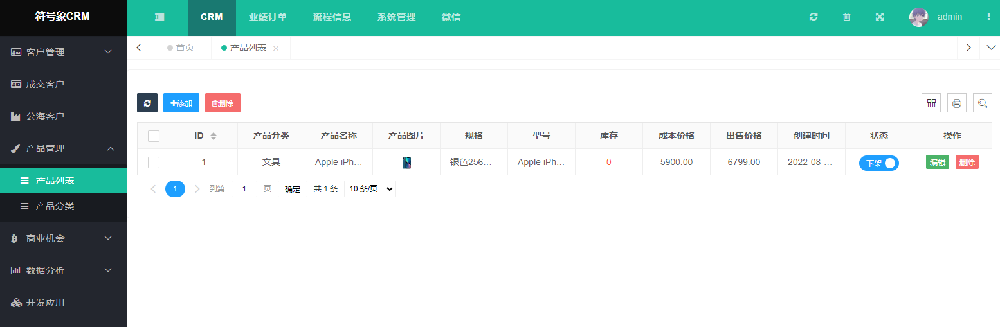 符号象CRM
CRM 业绩订单 流程信息 系统管理 微信 admin
首页 产品列表
客户管理
成交客户
公海客户
产品管理
产品列表
产品分类
商业机会
数据分析
开发应用
添加 删除
ID 产品分类 产品名称 产品图片 规格 型号 库存 成本价格 出售价格 创建时间 状态 操作
1 文具 Apple iPh... 银色256... Apple iPh... 0 5900.00 6799.00 2022-08-... 下架 编辑 删除
1 到第 1 页 确定 共 1 条 10 条/页